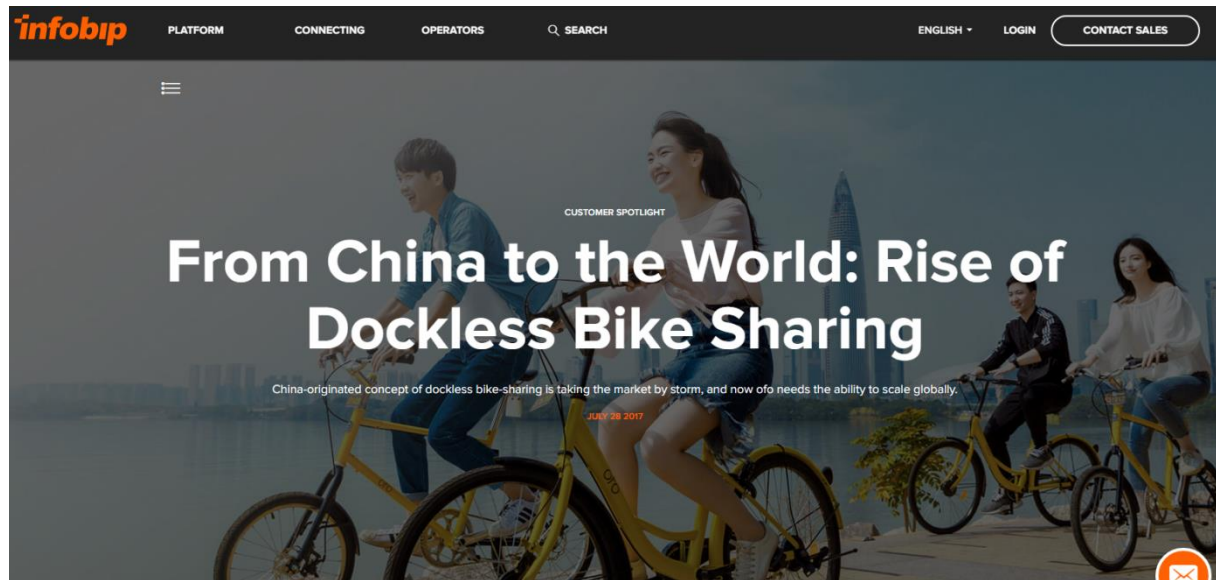 infobip
PLATFORM CONNECTING OPERATORS SEARCH ENGLISH LOGIN CONTACT SALES
CUSTOMER SPOTLIGHT
From China to the World: Rise of
Dockless Bike Sharing
China-originated concept of dockless bike-sharing is taking the market by storm, and now ofo needs the ability to scale globally.
JULY 28 2017
ofo
ofo